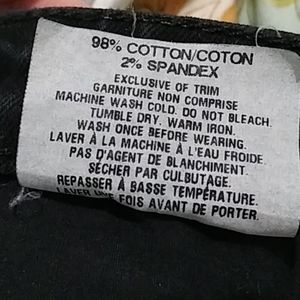 98% COTTON/COTON
2% SPANDEX
EXCLUSIVE OF TRIM
GARNITURE NON COMPRISE
MACHINE WASH COLD. DO NOT BLEACH.
TUMBLE DRY. WARM IRON.
WASH ONCE BEFORE WEARING.
LAVER À LA MACHINE À L'EAU FROIDE.
PAS D'AGENT DE BLANCHIMENT.
SÉCHER PAR CULBUTAGE.
REPASSER À BASSE TEMPÉRATURE.
LAVER UNE FOIS AVANT DE PORTER.